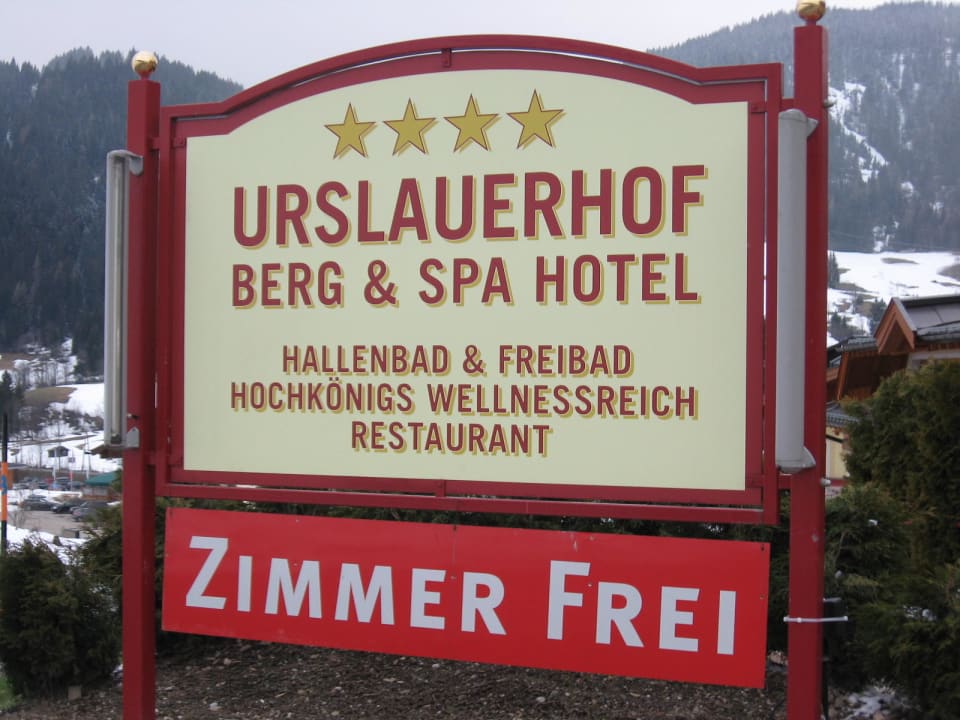 URSLAUERHOF
BERG & SPA HOTEL
HALLENBAD & FREIBAD
HOCHKÖNIGS WELLNESSREICH
RESTAURANT
ZIMMER FREI